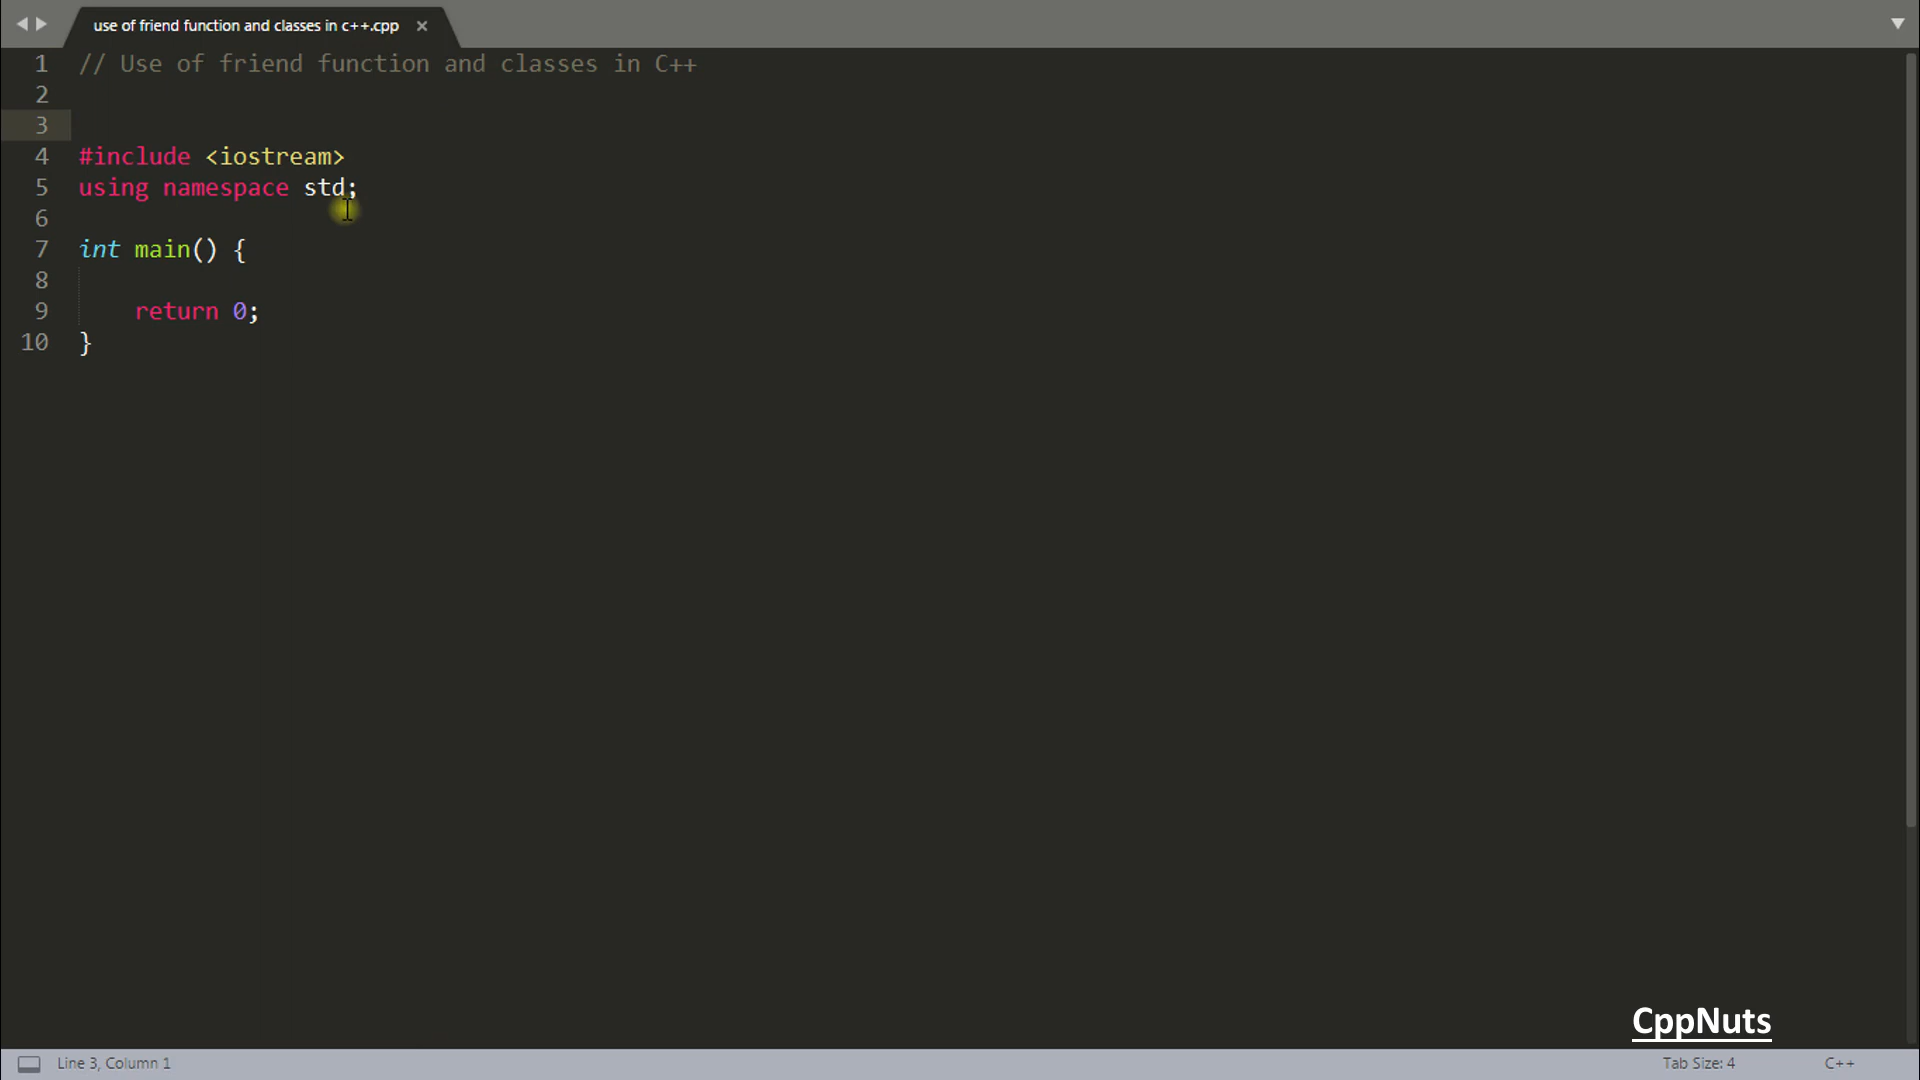 use of friend function and classes in c++.cpp ×
1 // Use of friend function and classes in C++
2
3
4 #include <iostream>
5 using namespace std;
6
7 int main() {
8
9     return 0;
10 }
CppNuts
Line 3, Column 1 Tab Size: 4 C++